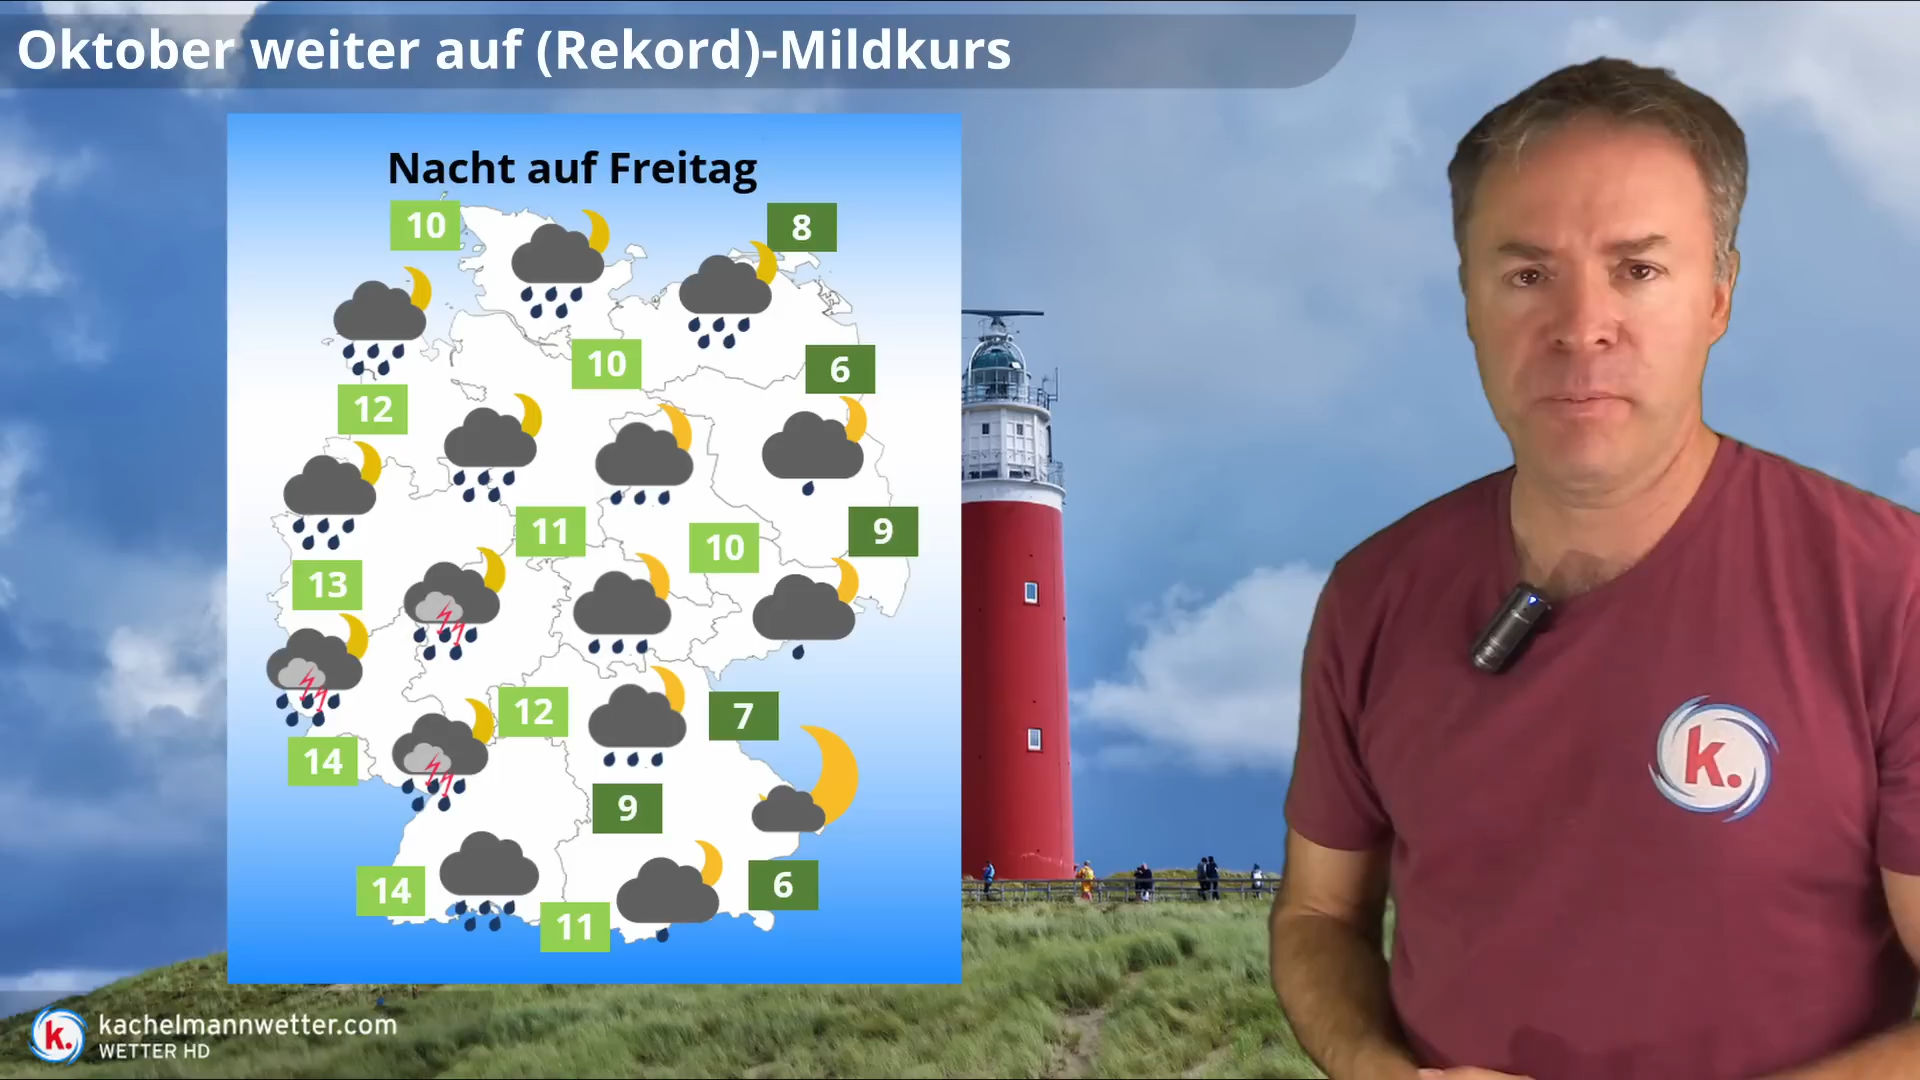 Oktober weiter auf (Rekord)-Mildkurs
Nacht auf Freitag
10
8
10
6
12
11
10
9
13
12
7
14
9
14
6
11
k.
k.
kachelmannwetter.com
WETTER HD